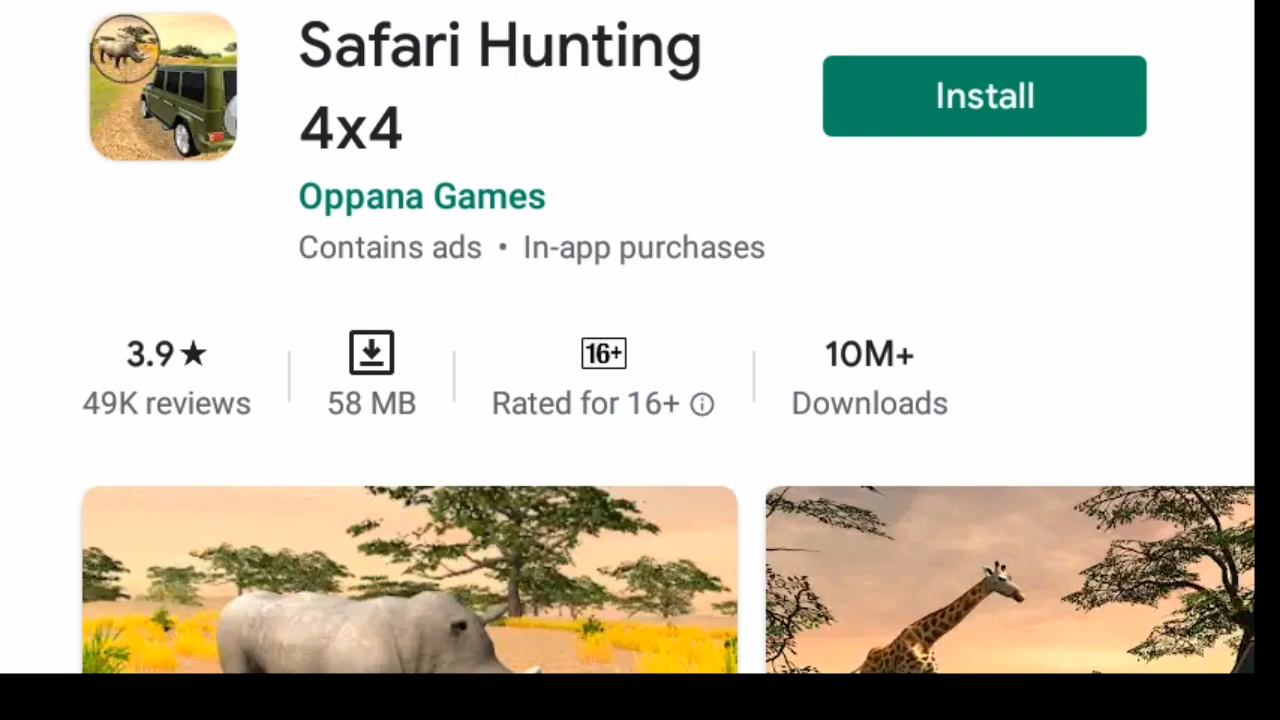 Safari Hunting
4x4
Install
Oppana Games
Contains ads • In-app purchases
3.9★
49K reviews
58 MB
16+
Rated for 16+
10M+
Downloads